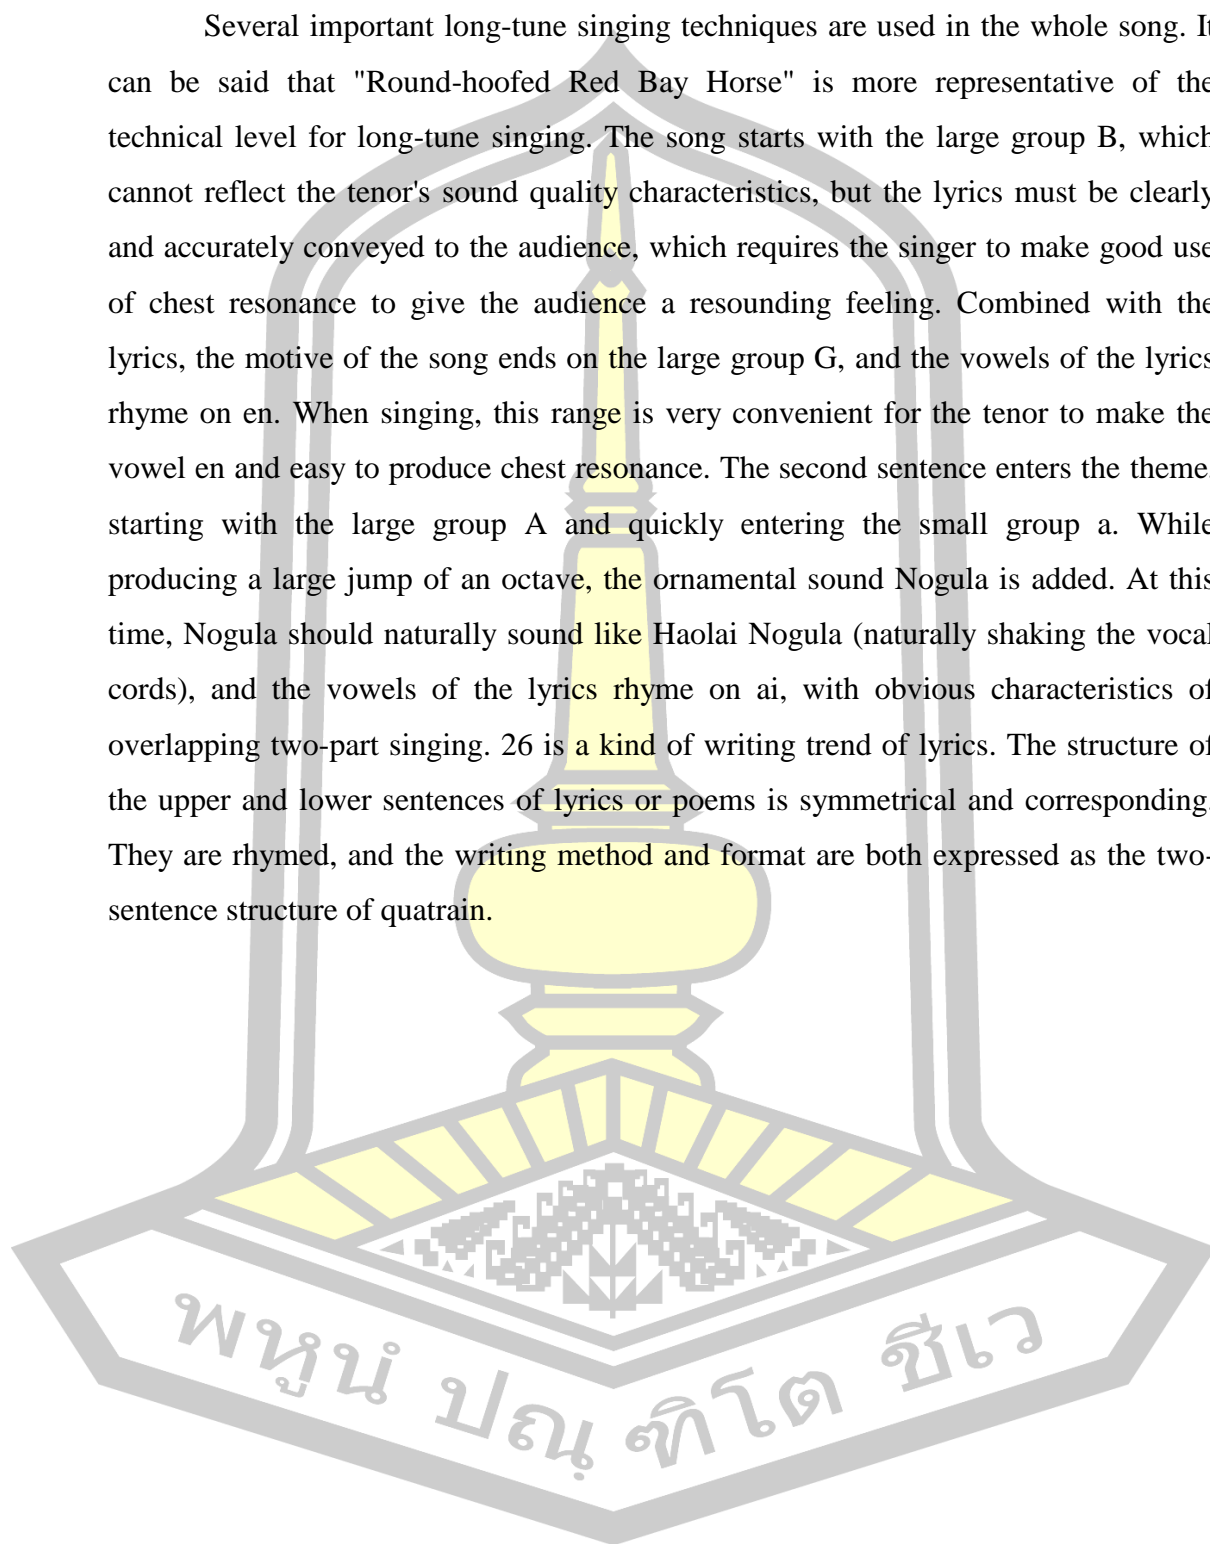 Several important long-tune singing techniques are used in the whole song. It
can be said that "Round-hoofed Red Bay Horse" is more representative of the
technical level for long-tune singing. The song starts with the large group B, which
cannot reflect the tenor's sound quality characteristics, but the lyrics must be clearly
and accurately conveyed to the audience, which requires the singer to make good use
of chest resonance to give the audience a resounding feeling. Combined with the
lyrics, the motive of the song ends on the large group G, and the vowels of the lyrics
rhyme on en. When singing, this range is very convenient for the tenor to make the
vowel en and easy to produce chest resonance. The second sentence enters the theme,
starting with the large group A and quickly entering the small group a. While
producing a large jump of an octave, the ornamental sound Nogula is added. At this
time, Nogula should naturally sound like Haolai Nogula (naturally shaking the vocal
cords), and the vowels of the lyrics rhyme on ai, with obvious characteristics of
overlapping two-part singing. 26 is a kind of writing trend of lyrics. The structure of
the upper and lower sentences of lyrics or poems is symmetrical and corresponding.
They are rhymed, and the writing method and format are both expressed as the two-
sentence structure of quatrain.
พหูนํ ปณฺฑิโต ชีเว